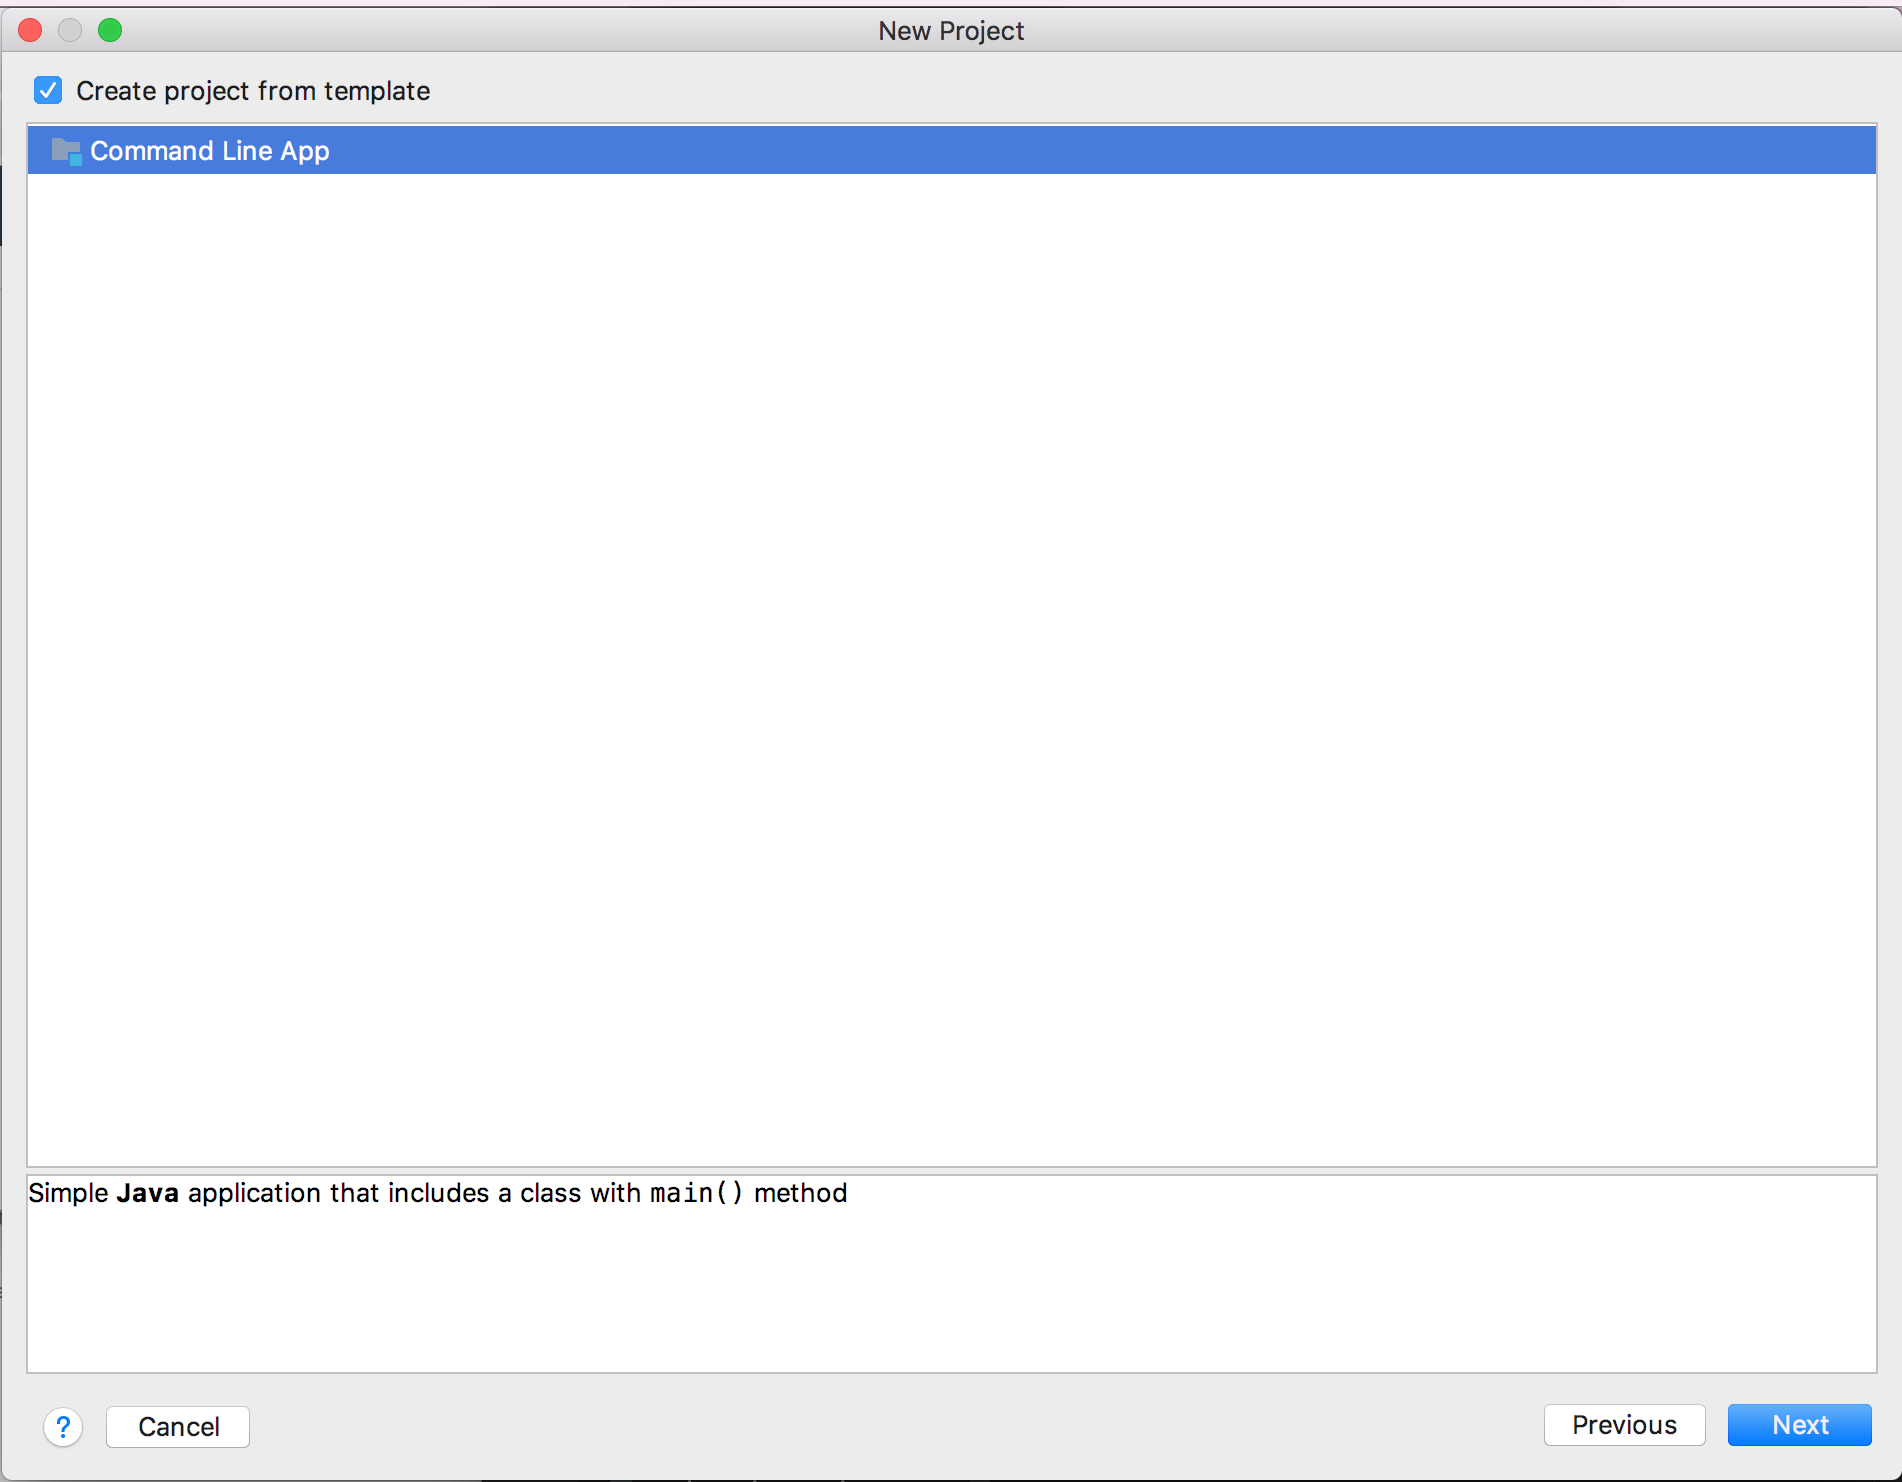 New Project
Create project from template
Command Line App
Simple Java application that includes a class with main() method
?
Cancel
Previous
Next